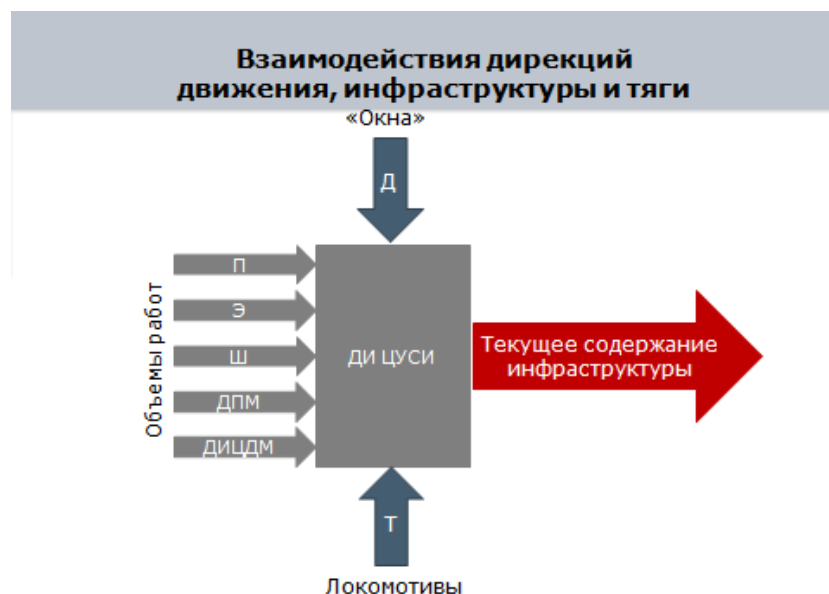 Взаимодействия дирекций
движения, инфраструктуры и тяги
«Окна»
Д
Объемы работ
П
Э
Ш
ДПМ
ДИЦДМ
ДИ ЦУСИ
Текущее содержание
инфраструктуры
Т
Локомотивы